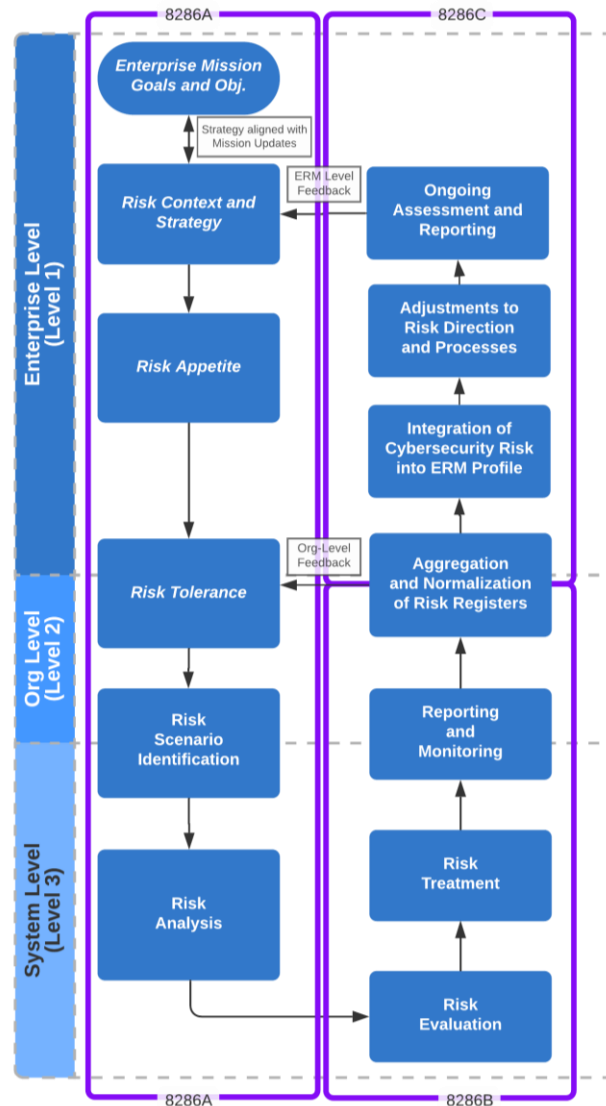 8286A
8286C
Enterprise Mission
Goals and Obj.
Strategy aligned with
Mission Updates
Risk Context and
Strategy
ERM Level
Feedback
Ongoing
Assessment and
Reporting
Enterprise Level
(Level 1)
Risk Appetite
Adjustments to
Risk Direction
and Processes
Integration of
Cybersecurity Risk
into ERM Profile
Risk Tolerance
Org-Level
Feedback
Aggregation
and Normalization
of Risk Registers
Org Level
(Level 2)
Risk
Scenario
Identification
Reporting
and
Monitoring
System Level
(Level 3)
Risk
Analysis
Risk
Treatment
Risk
Evaluation
8286A
8286B